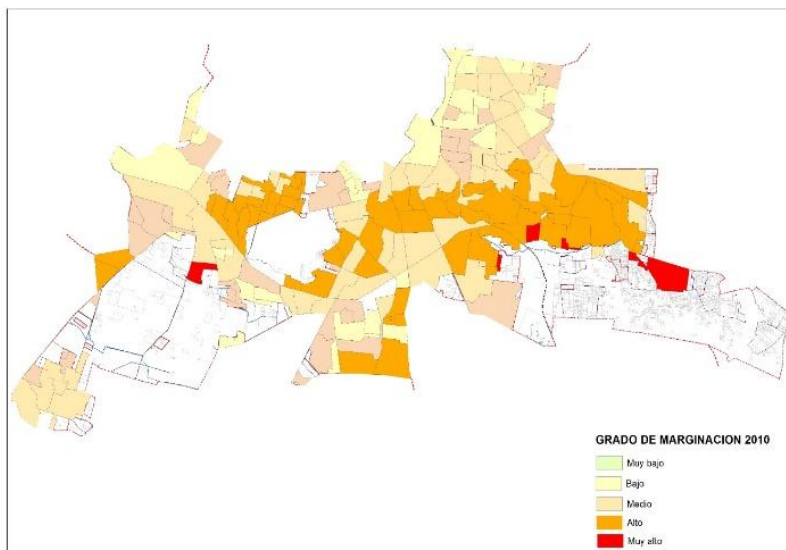 GRADO DE MARGINACION 2010
Muy bajo
Bajo
Medio
Alto
Muy alto